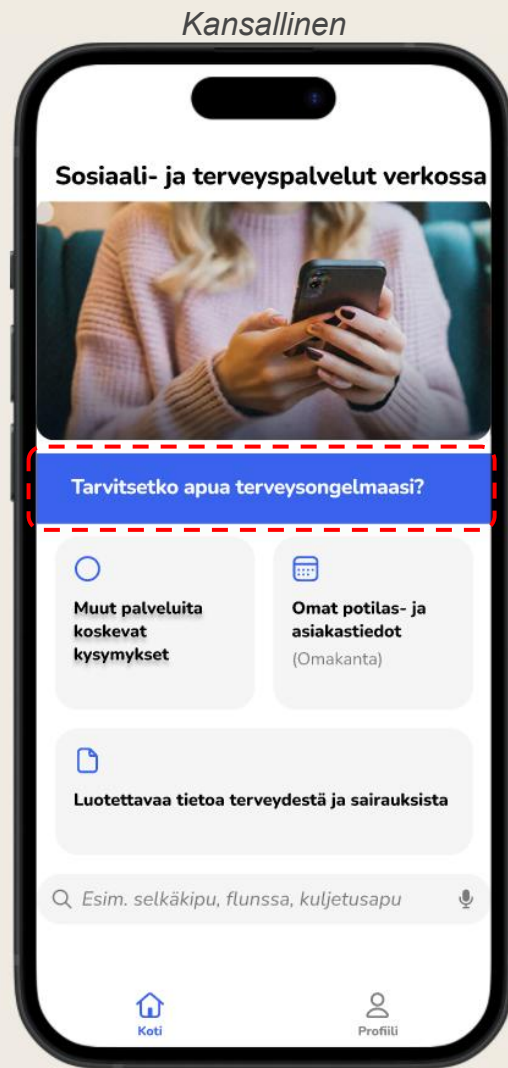 Kansallinen
Sosiaali- ja terveyspalvelut verkossa
Tarvitsetko apua terveysongelmaasi?
Muut palveluita
koskevat
kysymykset
Omat potilas- ja
asiakastiedot
(Omakanta)
Luotettavaa tietoa terveydestä ja sairauksista
Esim. selkäkipu, flunssa, kuljetusapu
Koti
Profiili